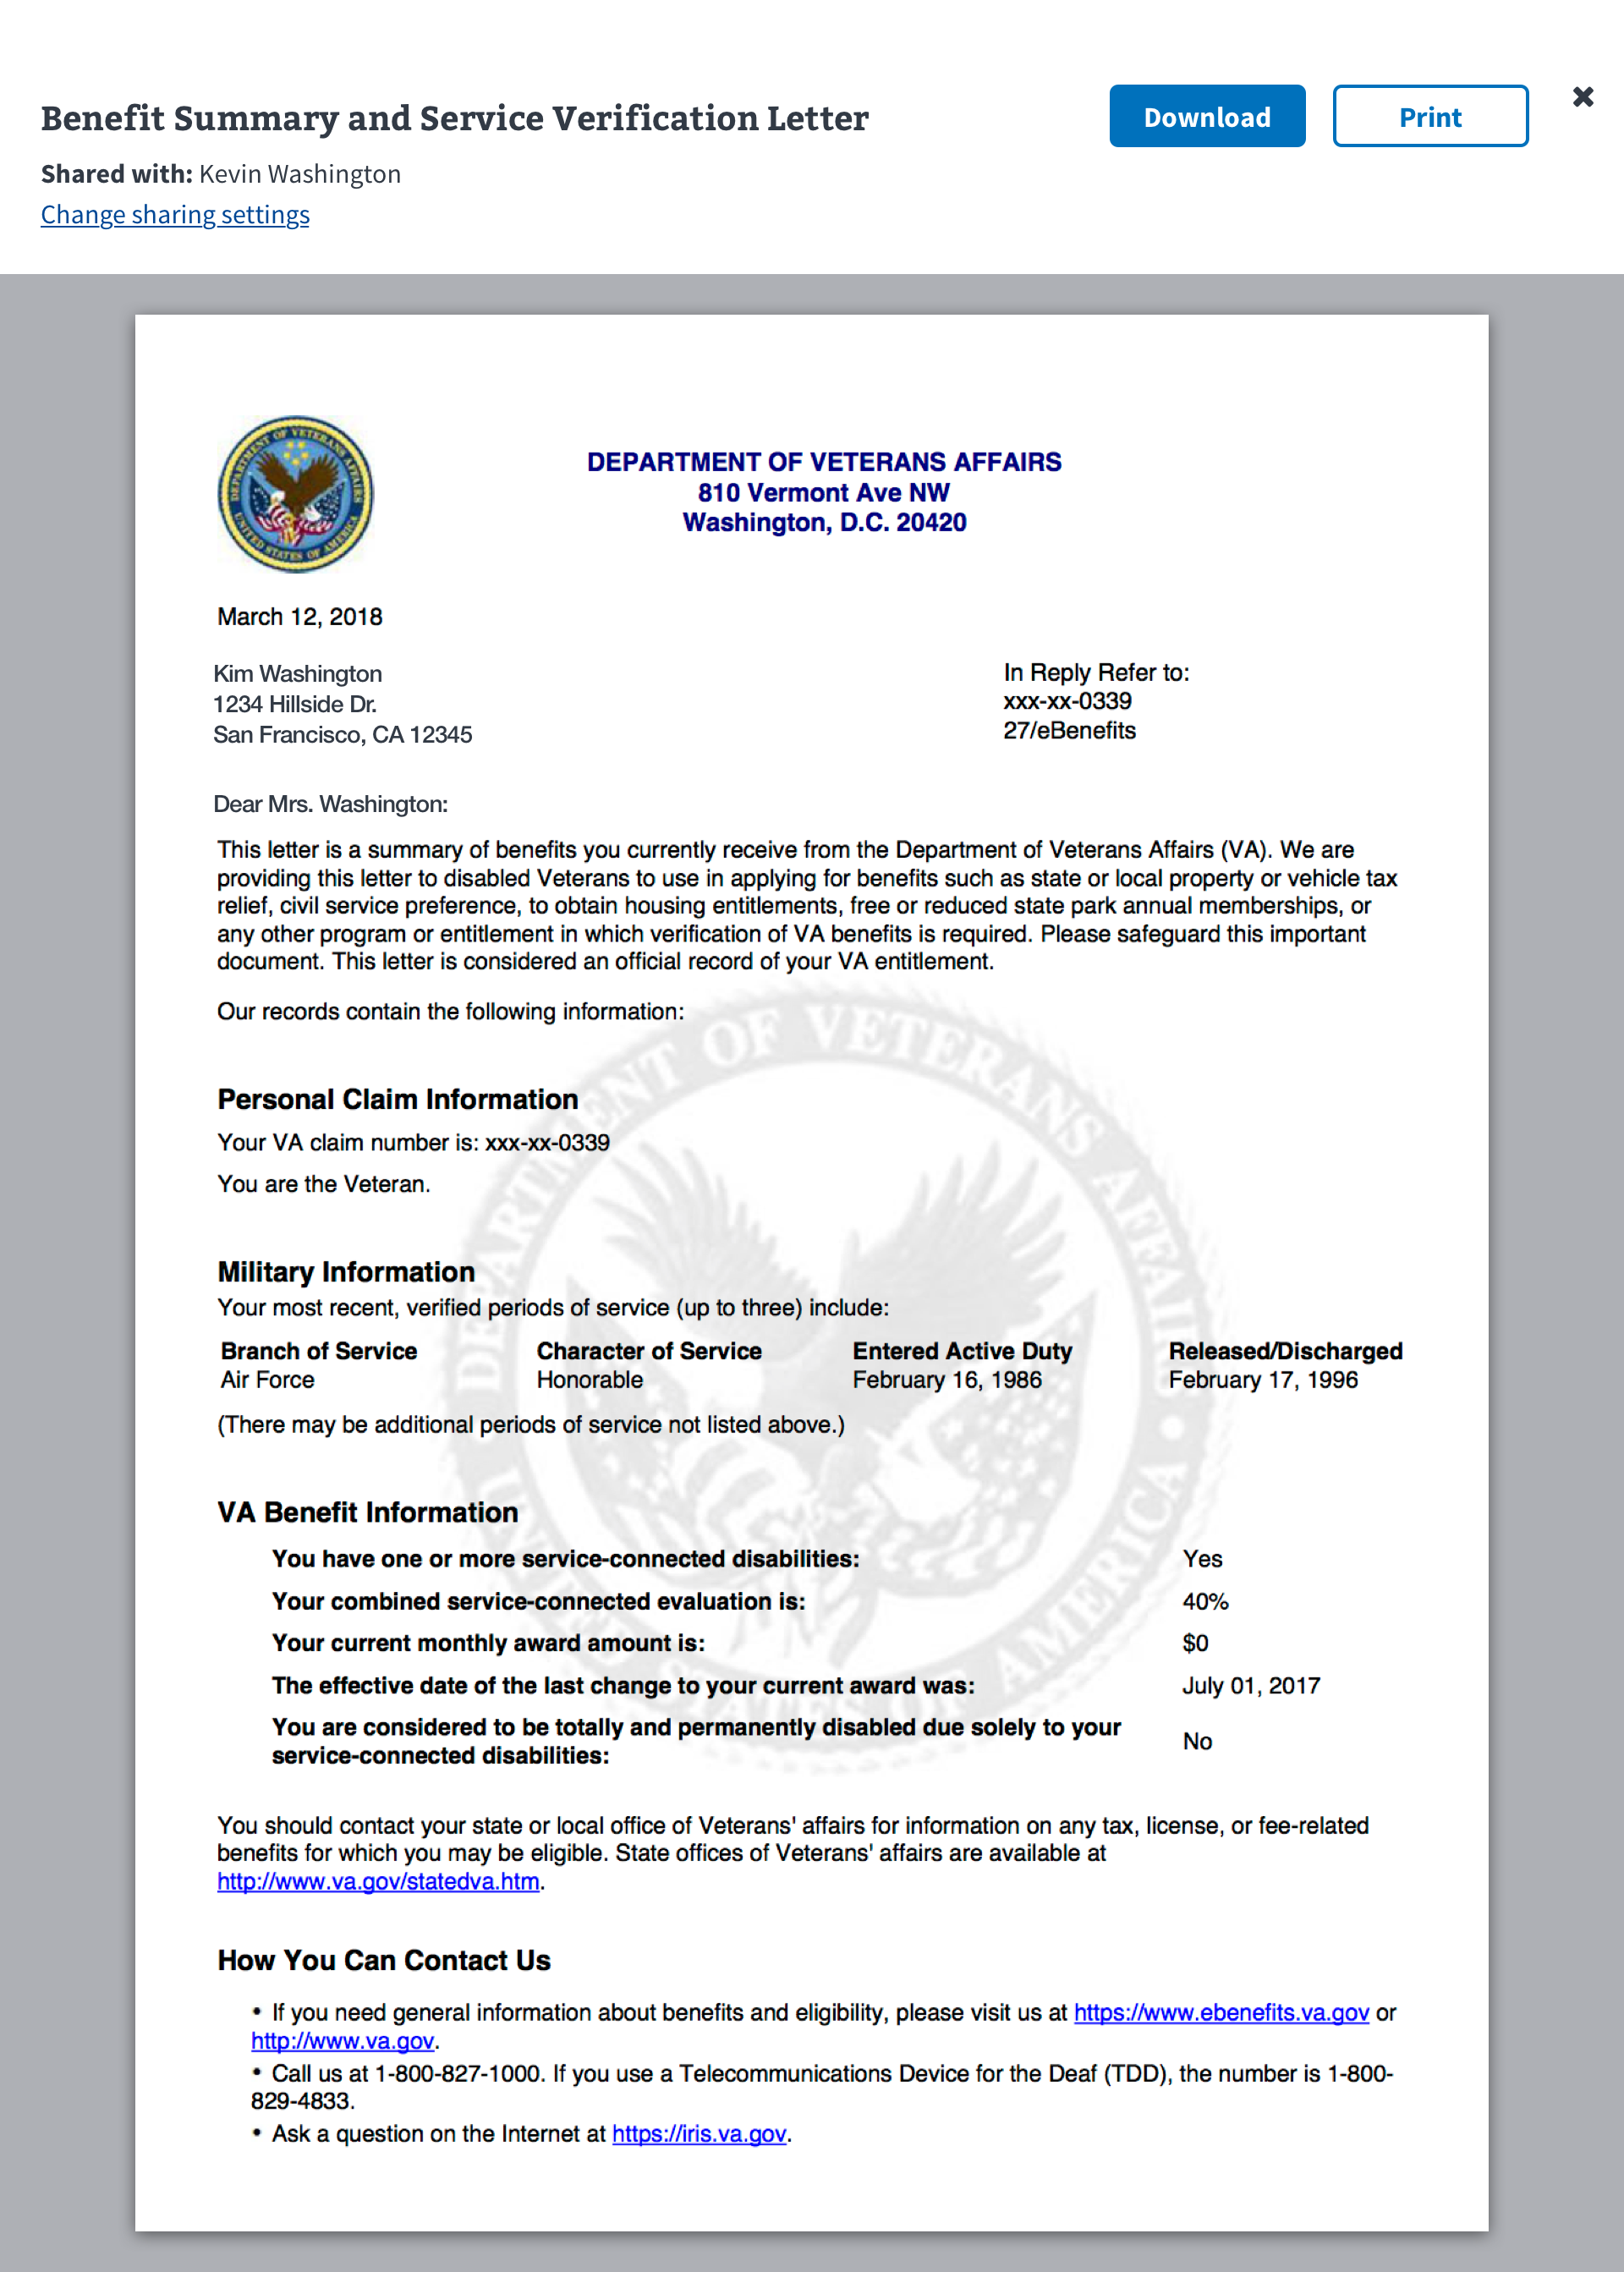 Benefit Summary and Service Verification Letter
Download
Print
Shared with: Kevin Washington
Change sharing settings
DEPARTMENT OF VETERANS AFFAIRS
UNITED STATES OF AMERICA
DEPARTMENT OF VETERANS AFFAIRS
810 Vermont Ave NW
Washington, D.C. 20420
March 12, 2018
Kim Washington
1234 Hillside Dr.
San Francisco, CA 12345
In Reply Refer to:
xxx-xx-0339
27/eBenefits
Dear Mrs. Washington:
This letter is a summary of benefits you currently receive from the Department of Veterans Affairs (VA). We are
providing this letter to disabled Veterans to use in applying for benefits such as state or local property or vehicle tax
relief, civil service preference, to obtain housing entitlements, free or reduced state park annual memberships, or
any other program or entitlement in which verification of VA benefits is required. Please safeguard this important
document. This letter is considered an official record of your VA entitlement.
Our records contain the following information:
DEPARTMENT OF VETERANS AFFAIRS
UNITED STATES OF AMERICA
Personal Claim Information
Your VA claim number is: xxx-xx-0339
You are the Veteran.
Military Information
Your most recent, verified periods of service (up to three) include:
Branch of Service Character of Service Entered Active Duty Released/Discharged
Air Force Honorable February 16, 1986 February 17, 1996
(There may be additional periods of service not listed above.)
VA Benefit Information
You have one or more service-connected disabilities: Yes
Your combined service-connected evaluation is: 40%
Your current monthly award amount is: $0
The effective date of the last change to your current award was: July 01, 2017
You are considered to be totally and permanently disabled due solely to your
service-connected disabilities: No
You should contact your state or local office of Veterans' affairs for information on any tax, license, or fee-related
benefits for which you may be eligible. State offices of Veterans' affairs are available at
http://www.va.gov/statedva.htm.
How You Can Contact Us
• If you need general information about benefits and eligibility, please visit us at https://www.ebenefits.va.gov or
http://www.va.gov.
• Call us at 1-800-827-1000. If you use a Telecommunications Device for the Deaf (TDD), the number is 1-800-
829-4833.
• Ask a question on the Internet at https://iris.va.gov.